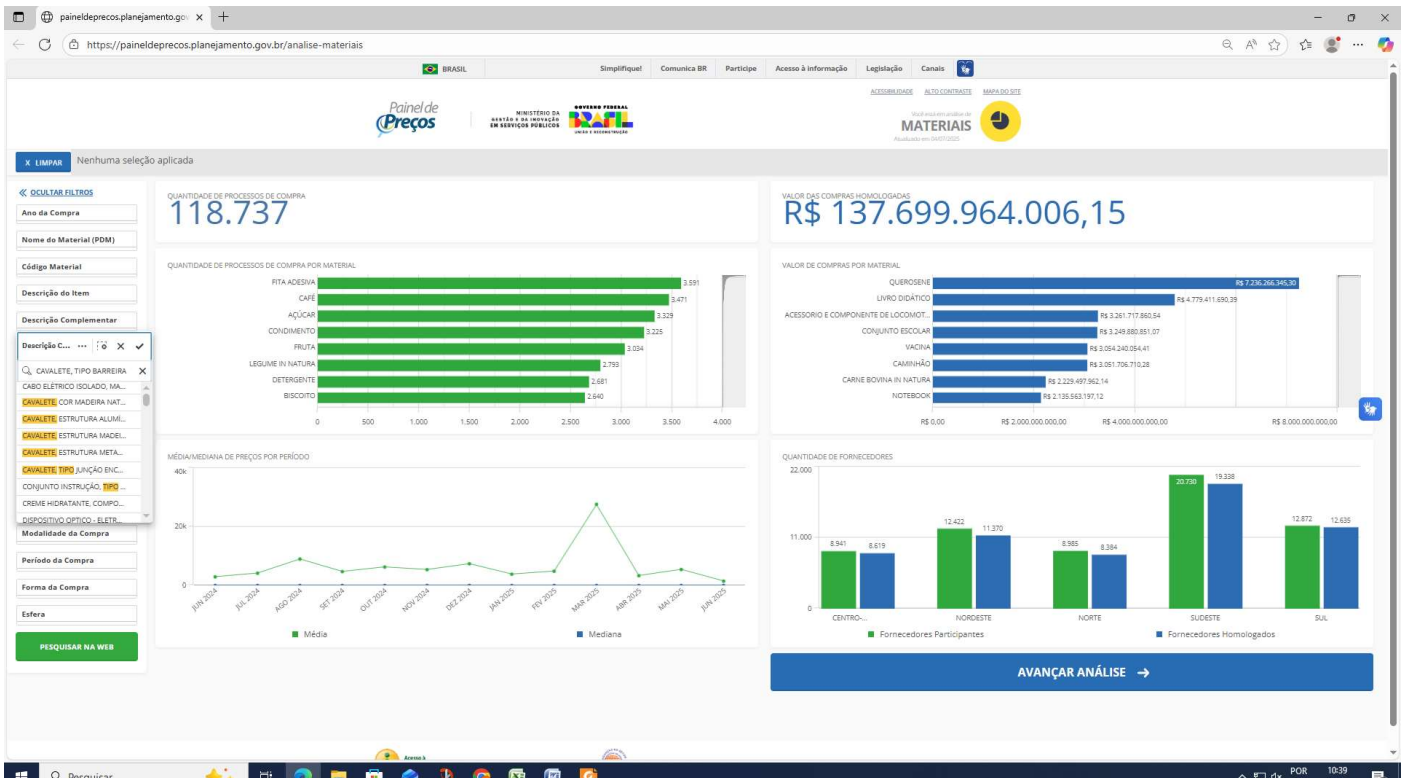 paineldeprecos.planejamento.gov
https://paineldeprecos.planejamento.gov.br/analise-materiais
BRASIL
Simplifique!
Comunica BR
Participe
Acesso à informação
Legislação
Canais
ACESSIBILIDADE
ALTO CONTRASTE
MAPA DO SITE
Painel de
Preços
MINISTÉRIO DA
GESTÃO E DA INOVAÇÃO
EM SERVIÇOS PÚBLICOS
GOVERNO FEDERAL
BRASIL
UNIÃO E RECONSTRUÇÃO
Você está em análise de
MATERIAIS
Atualizado em 04/07/2025
X LIMPAR
Nenhuma seleção aplicada
OCULTAR FILTROS
Ano da Compra
Nome do Material (PDM)
Código Material
Descrição do Item
Descrição Complementar
Descrição C...
CAVALETE, TIPO BARREIRA
CABO ELÉTRICO ISOLADO, MA...
CAVALETE, COR MADEIRA NAT...
CAVALETE, ESTRUTURA ALUMÍ...
CAVALETE, ESTRUTURA MADEI...
CAVALETE, ESTRUTURA META...
CAVALETE, TIPO JUNÇÃO ENC...
CONJUNTO INSTRUÇÃO, TIPO ...
CREME HIDRATANTE, COMPO...
DISPOSITIVO OPTICO - ELETR...
Modalidade da Compra
Período da Compra
Forma da Compra
Esfera
PESQUISAR NA WEB
QUANTIDADE DE PROCESSOS DE COMPRA
118.737
VALOR DAS COMPRAS HOMOLOGADAS
R$ 137.699.964.006,15
QUANTIDADE DE PROCESSOS DE COMPRA POR MATERIAL
FITA ADESIVA 3.591
CAFÉ 3.471
AÇÚCAR 3.329
CONDIMENTO 3.225
FRUTA 3.034
LEGUME IN NATURA 2.793
DETERGENTE 2.681
BISCOITO 2.640
0 500 1.000 1.500 2.000 2.500 3.000 3.500 4.000
VALOR DE COMPRAS POR MATERIAL
QUEROSENE R$ 7.236.266.345,30
LIVRO DIDÁTICO R$ 4.779.411.690,39
ACESSORIO E COMPONENTE DE LOCOMOT... R$ 3.261.717.860,54
CONJUNTO ESCOLAR R$ 3.249.880.851,07
VACINA R$ 3.054.240.054,41
CAMINHÃO R$ 3.051.706.710,28
CARNE BOVINA IN NATURA R$ 2.229.497.962,14
NOTEBOOK R$ 2.135.563.197,12
R$ 0,00 R$ 2.000.000.000,00 R$ 4.000.000.000,00 R$ 8.000.000.000,00
MÉDIA/MEDIANA DE PREÇOS POR PERÍODO
40k
20k
0
JUN 2024 JUL 2024 AGO 2024 SET 2024 OUT 2024 NOV 2024 DEZ 2024 JAN 2025 FEV 2025 MAR 2025 ABR 2025 MAI 2025 JUN 2025
Média Mediana
QUANTIDADE DE FORNECEDORES
22.000
11.000
0
8.941 8.619 12.422 11.370 8.985 8.384 20.730 19.338 12.872 12.635
CENTRO-... NORDESTE NORTE SUDESTE SUL
Fornecedores Participantes Fornecedores Homologados
AVANÇAR ANÁLISE →
Acesso à
Pesquisar
POR 10:39